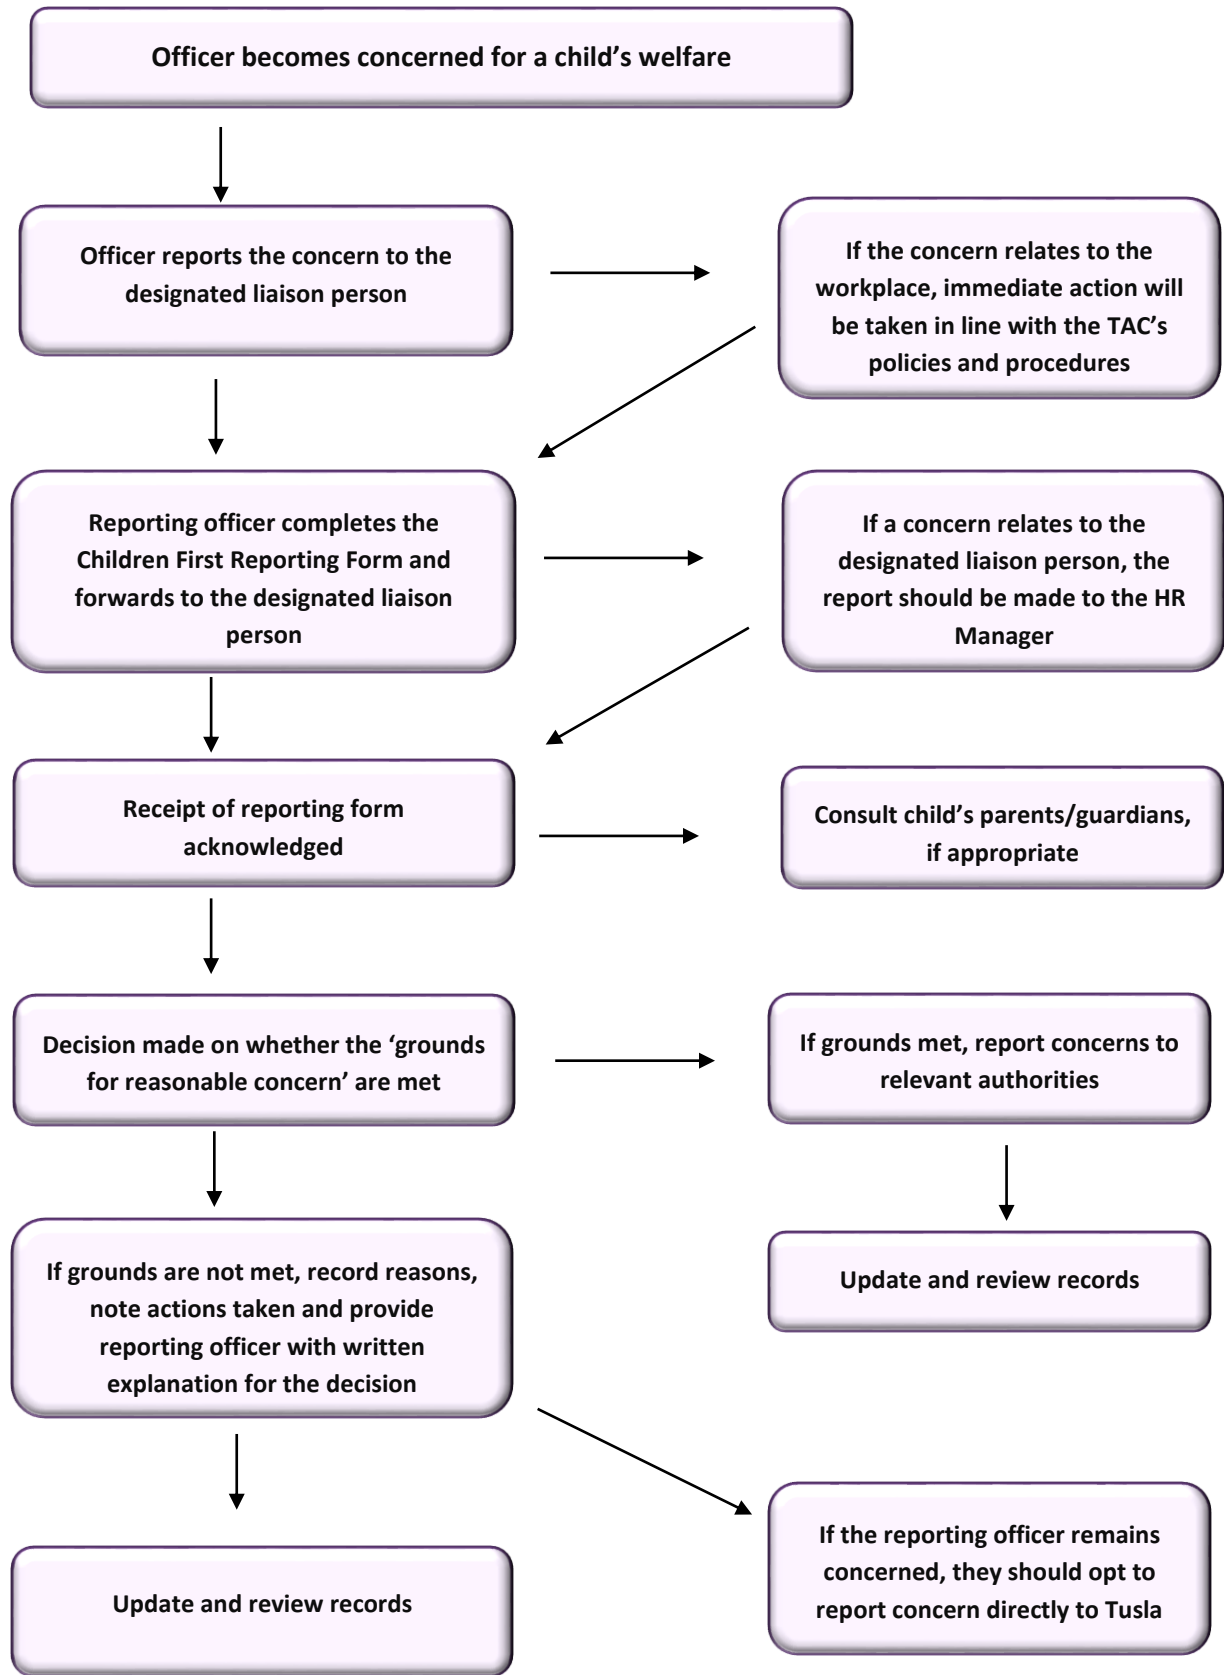 Officer becomes concerned for a child’s welfare
Officer reports the concern to the
designated liaison person
If the concern relates to the
workplace, immediate action will
be taken in line with the TAC’s
policies and procedures
Reporting officer completes the
Children First Reporting Form and
forwards to the designated liaison
person
If a concern relates to the
designated liaison person, the
report should be made to the HR
Manager
Receipt of reporting form
acknowledged
Consult child’s parents/guardians,
if appropriate
Decision made on whether the ‘grounds
for reasonable concern’ are met
If grounds met, report concerns to
relevant authorities
If grounds are not met, record reasons,
note actions taken and provide
reporting officer with written
explanation for the decision
Update and review records
Update and review records
If the reporting officer remains
concerned, they should opt to
report concern directly to Tusla